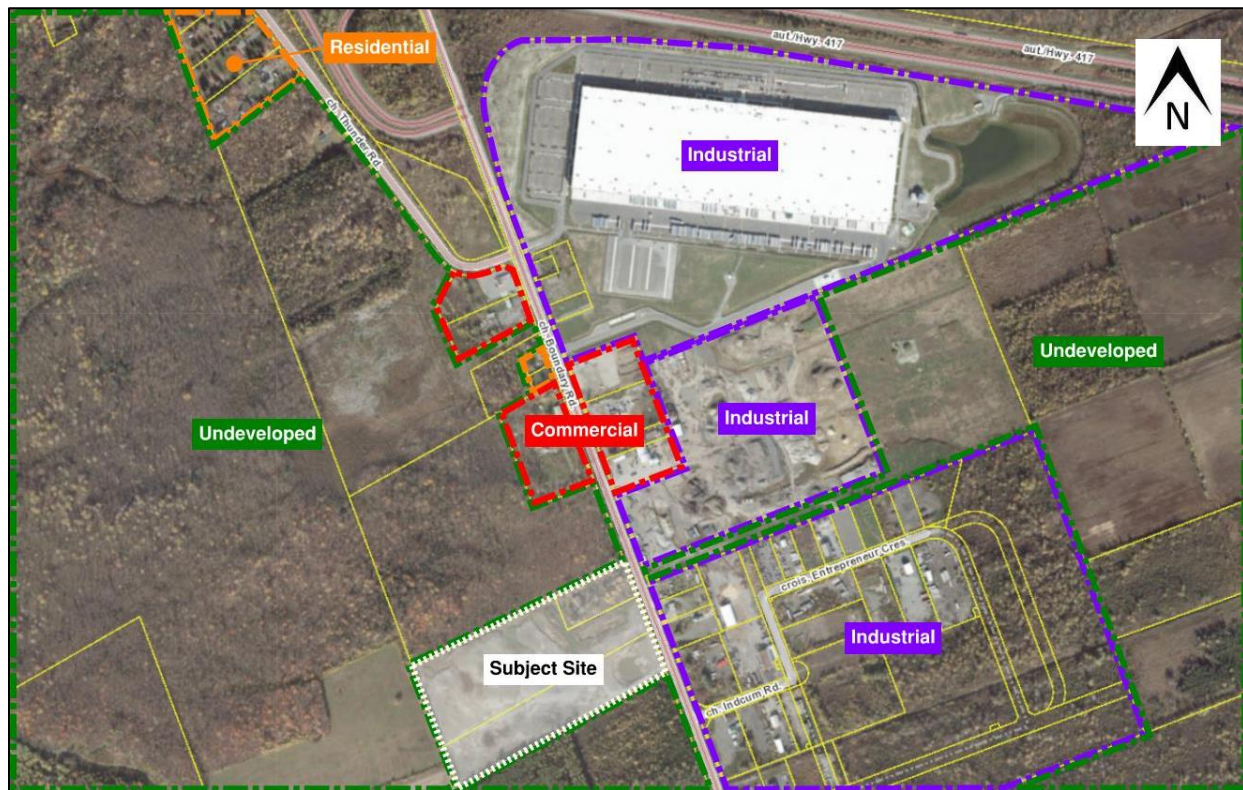 Residential
aut./Hwy. 417
aut./Hwy. 417
N
ch. Thunder Rd.
Industrial
ch. Boundary Rd.
Undeveloped
Undeveloped
Commercial
Industrial
crois. Entrepreneur Cres.
Industrial
Subject Site
ch. Indcum Rd.